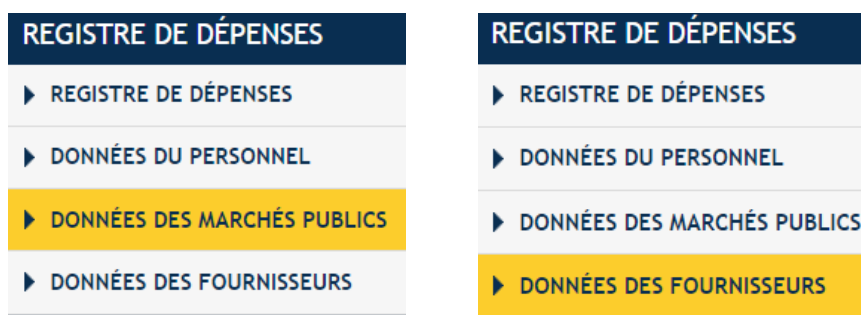 REGISTRE DE DÉPENSES
REGISTRE DE DÉPENSES
DONNÉES DU PERSONNEL
DONNÉES DES MARCHÉS PUBLICS
DONNÉES DES FOURNISSEURS
REGISTRE DE DÉPENSES
REGISTRE DE DÉPENSES
DONNÉES DU PERSONNEL
DONNÉES DES MARCHÉS PUBLICS
DONNÉES DES FOURNISSEURS